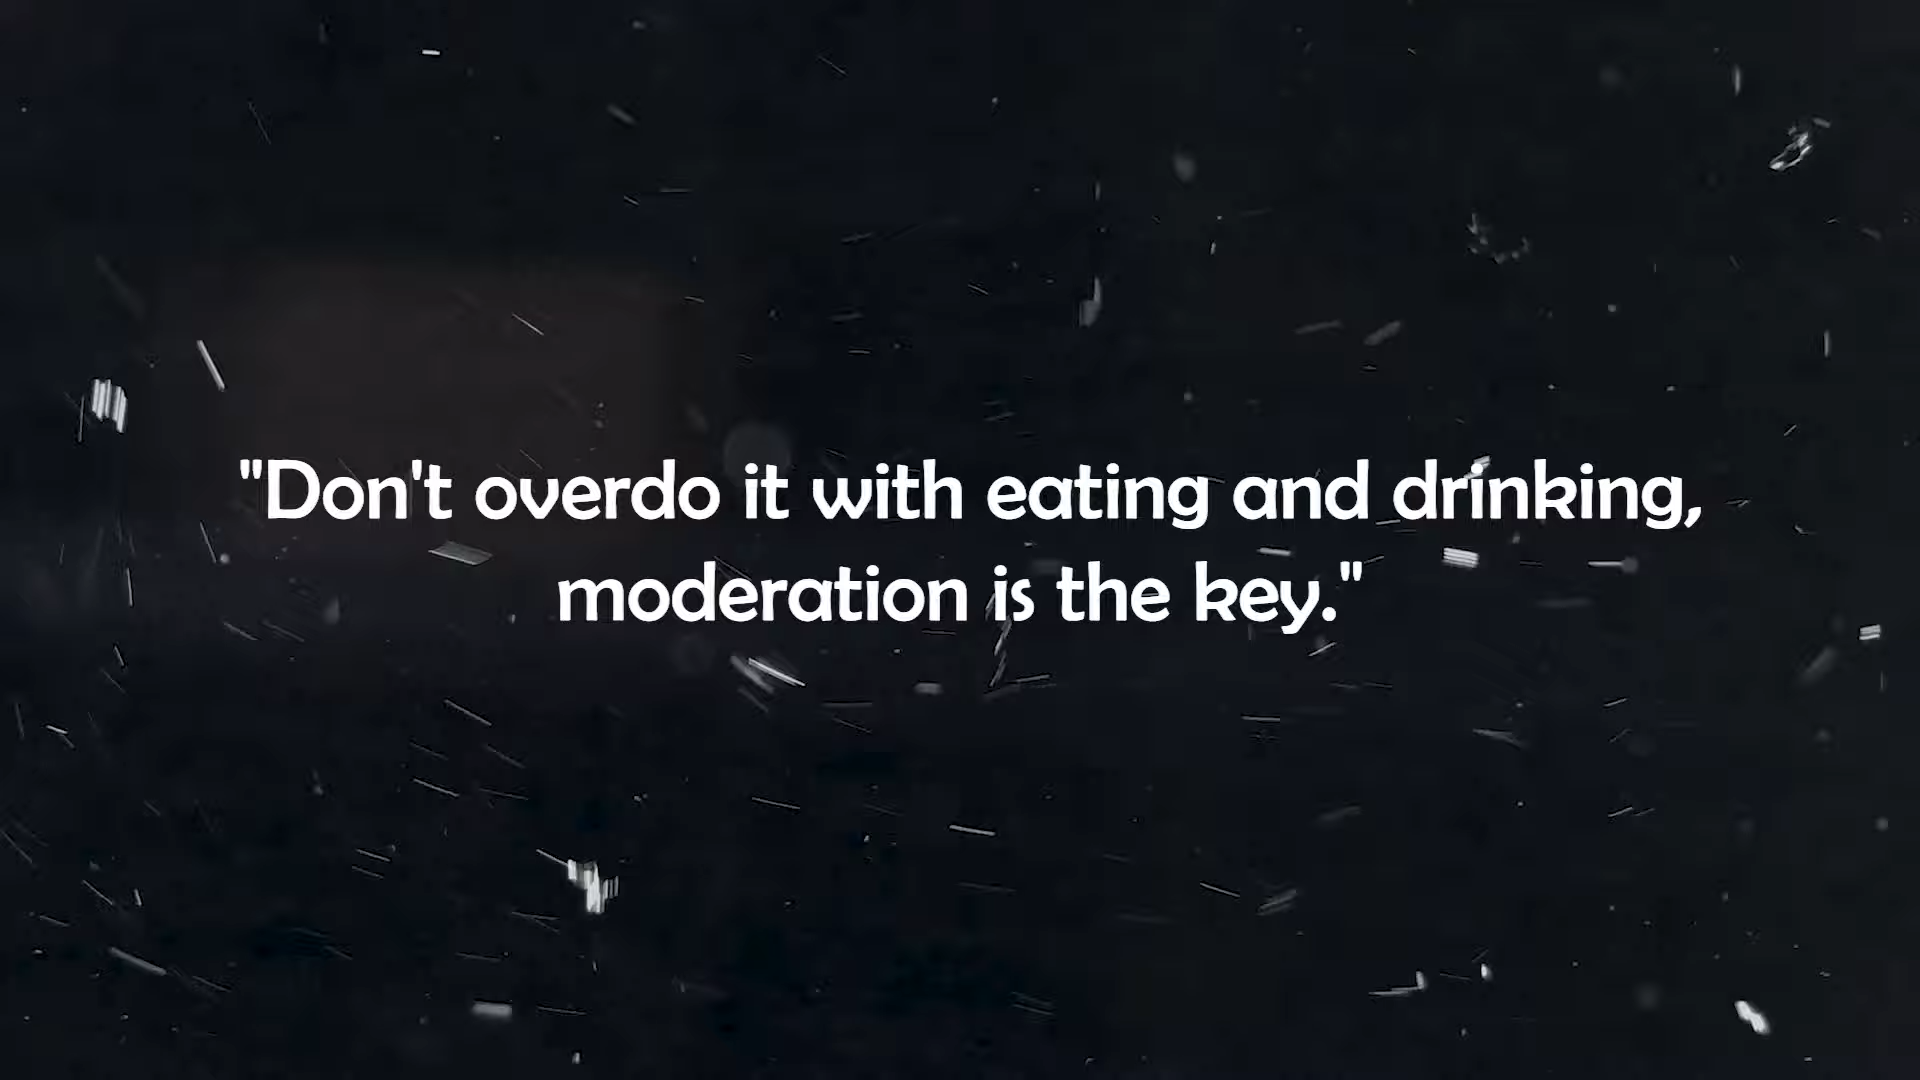 "Don't overdo it with eating and drinking,
moderation is the key."